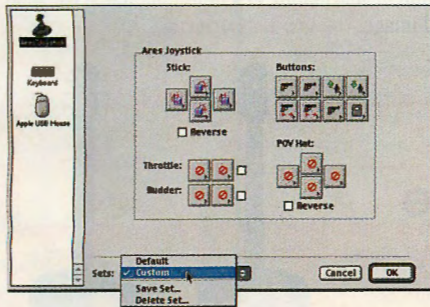 Ares Joystick
Keyboard
Apple USB Mouse
Ares Joystick
Stick:
Reverse
Buttons:
Throttle:
Rudder:
POV Hat:
Reverse
Sets:
Default
✓ Custom
Save Set...
Delete Set...
Cancel
OK